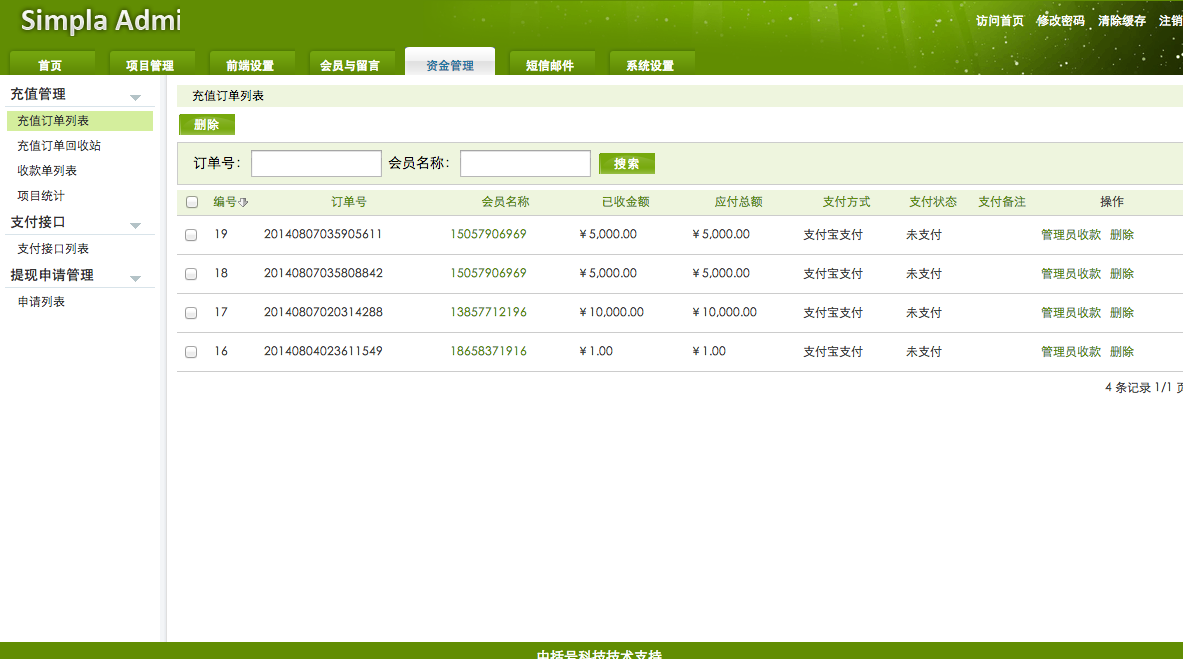 Simpla Admi
访问首页 修改密码 清除缓存 注销
首页 项目管理 前端设置 会员与留言 资金管理 短信邮件 系统设置
充值管理
充值订单列表
充值订单回收站
收款单列表
项目统计
支付接口
支付接口列表
提现申请管理
申请列表
充值订单列表
删除
订单号: 会员名称: 搜索
编号 订单号 会员名称 已收金额 应付总额 支付方式 支付状态 支付备注 操作
19 20140807035905611 15057906969 ¥5,000.00 ¥5,000.00 支付宝支付 未支付 管理员收款 删除
18 20140807035808842 15057906969 ¥5,000.00 ¥5,000.00 支付宝支付 未支付 管理员收款 删除
17 20140807020314288 13857712196 ¥10,000.00 ¥10,000.00 支付宝支付 未支付 管理员收款 删除
16 20140804023611549 18658371916 ¥1.00 ¥1.00 支付宝支付 未支付 管理员收款 删除
4 条记录 1/1 页
中括号科技技术支持